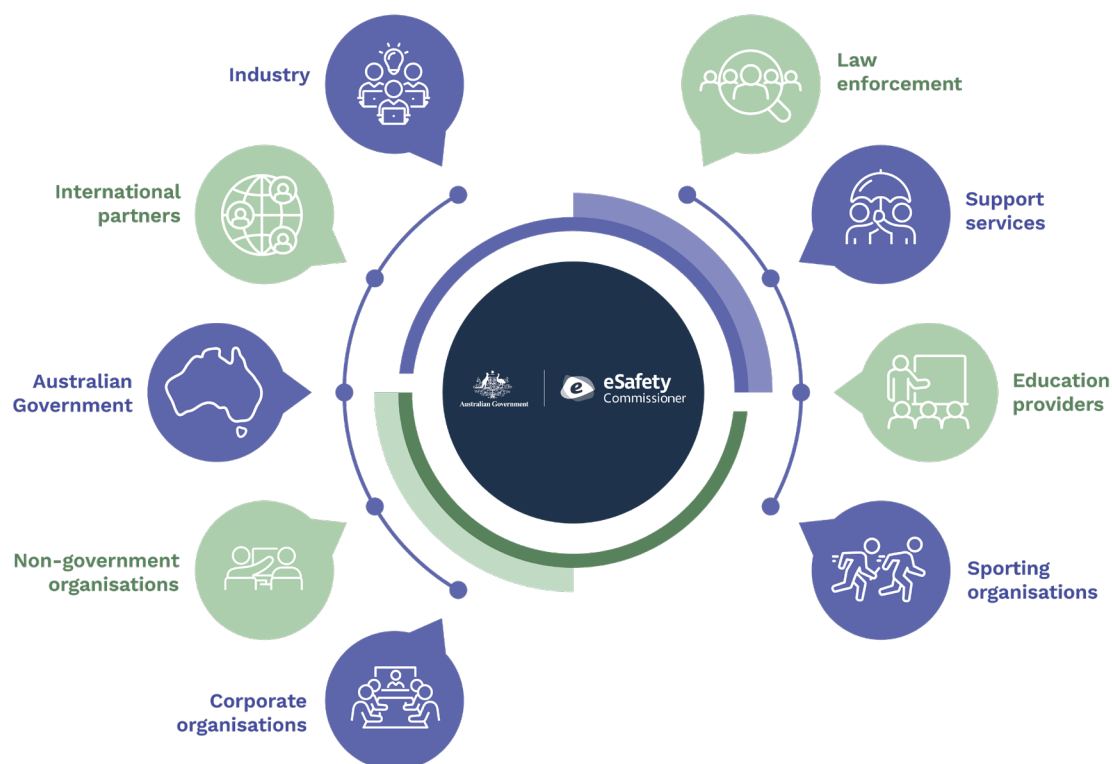 Industry
Law
enforcement
International
partners
Support
services
Australian
Government
Australian Government
eSafety
Commissioner
Education
providers
Non-government
organisations
Sporting
organisations
Corporate
organisations